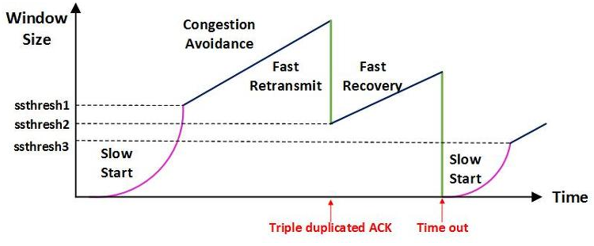 Window
Size
Congestion
Avoidance
Fast
Retransmit
Fast
Recovery
ssthresh1
ssthresh2
ssthresh3
Slow
Start
Slow
Start
Time
Triple duplicated ACK
Time out